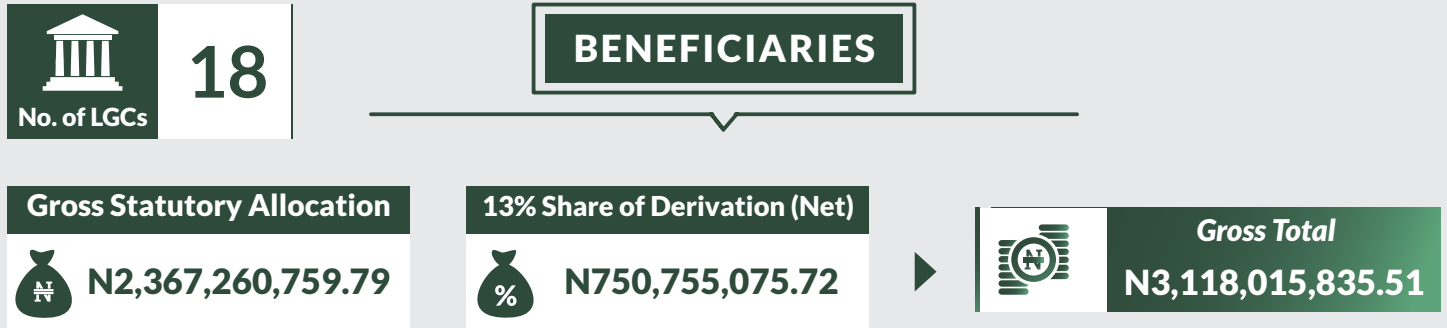 18
No. of LGCs
BENEFICIARIES
Gross Statutory Allocation
₦
N2,367,260,759.79
13% Share of Derivation (Net)
%
N750,755,075.72
Gross Total
₦
N3,118,015,835.51